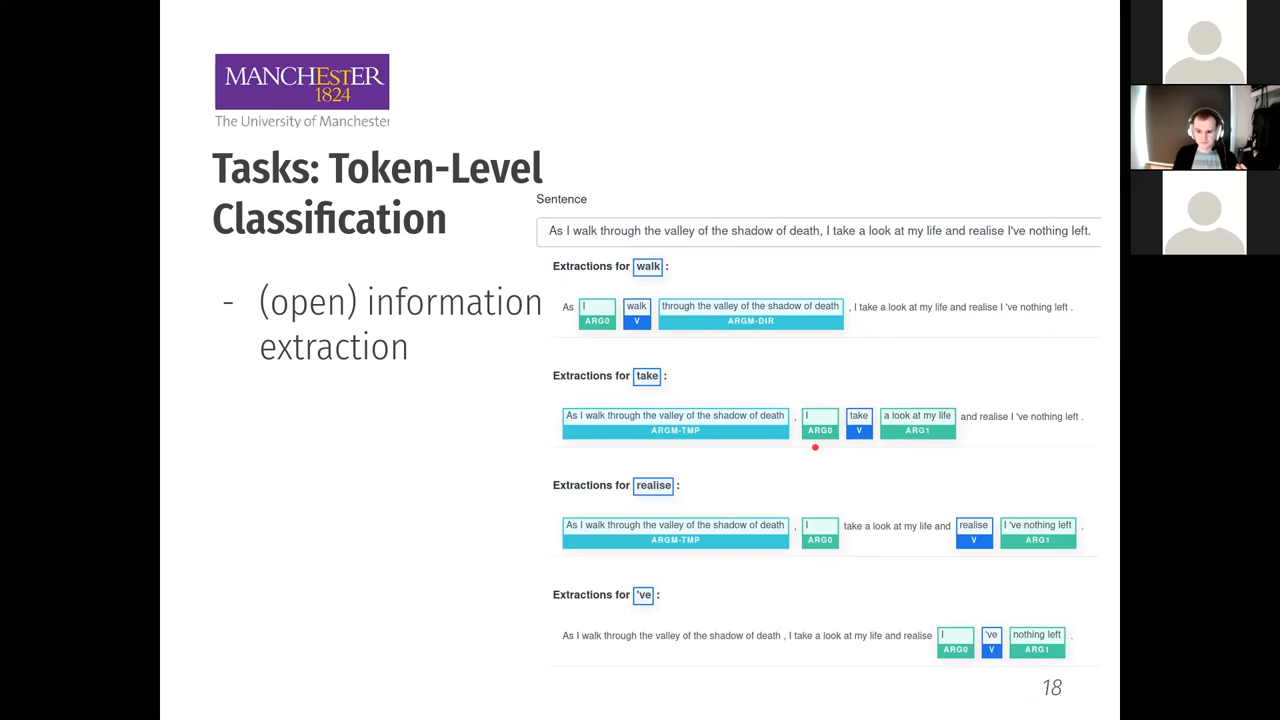 MANCHESTER
1824
The University of Manchester
Tasks: Token-Level
Classification
- (open) information
extraction
Sentence
As I walk through the valley of the shadow of death, I take a look at my life and realise I've nothing left.
Extractions for walk :
As I walk through the valley of the shadow of death , I take a look at my life and realise I 've nothing left .
ARG0 V ARGM-DIR
Extractions for take :
As I walk through the valley of the shadow of death , I take a look at my life and realise I 've nothing left .
ARGM-TMP ARG0 V ARG1
Extractions for realise :
As I walk through the valley of the shadow of death , I take a look at my life and realise I 've nothing left .
ARGM-TMP ARG0 V ARG1
Extractions for 've :
As I walk through the valley of the shadow of death , I take a look at my life and realise I 've nothing left .
ARG0 V ARG1
18